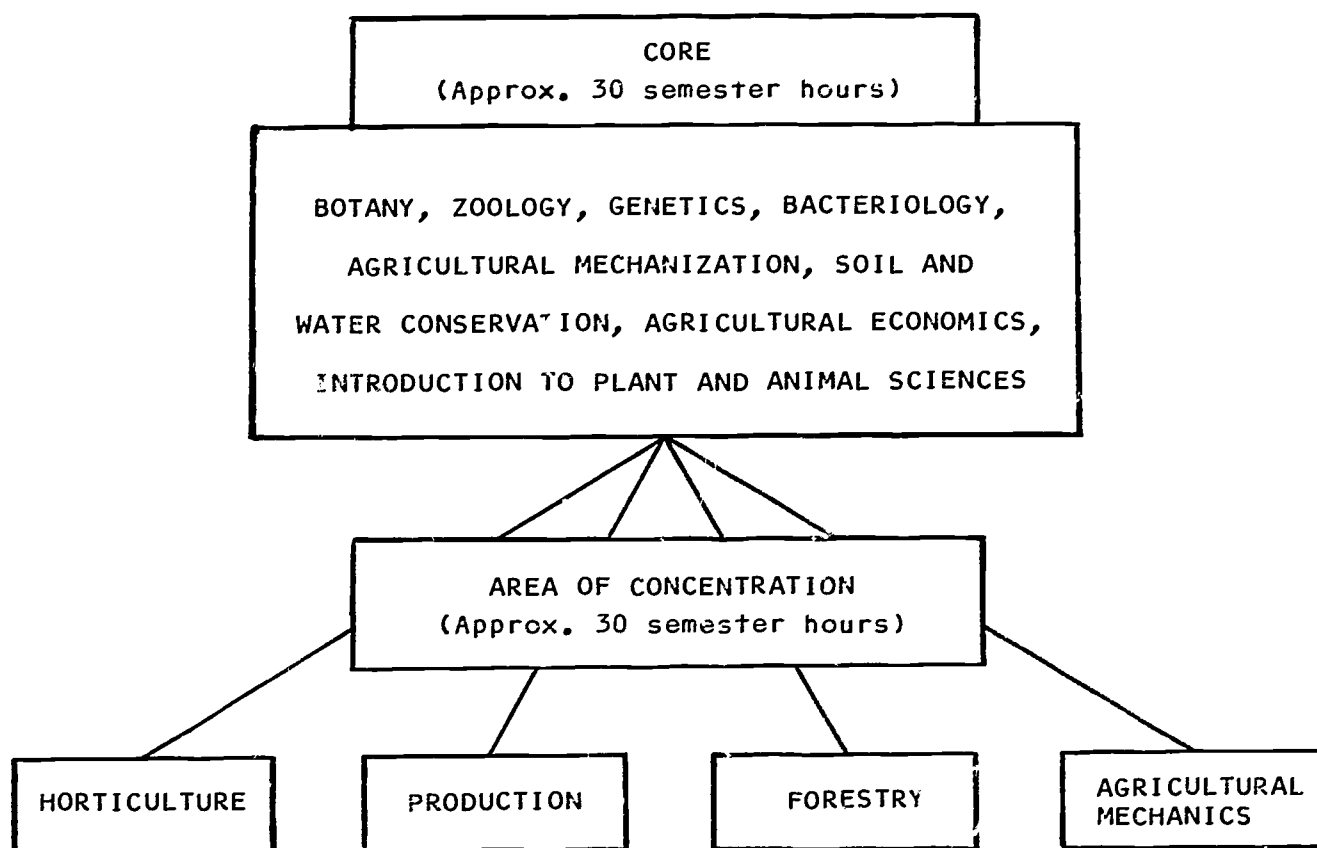 CORE
(Approx. 30 semester hours)
BOTANY, ZOOLOGY, GENETICS, BACTERIOLOGY,
AGRICULTURAL MECHANIZATION, SOIL AND
WATER CONSERVATION, AGRICULTURAL ECONOMICS,
INTRODUCTION TO PLANT AND ANIMAL SCIENCES
AREA OF CONCENTRATION
(Approx. 30 semester hours)
HORTICULTURE
PRODUCTION
FORESTRY
AGRICULTURAL
MECHANICS